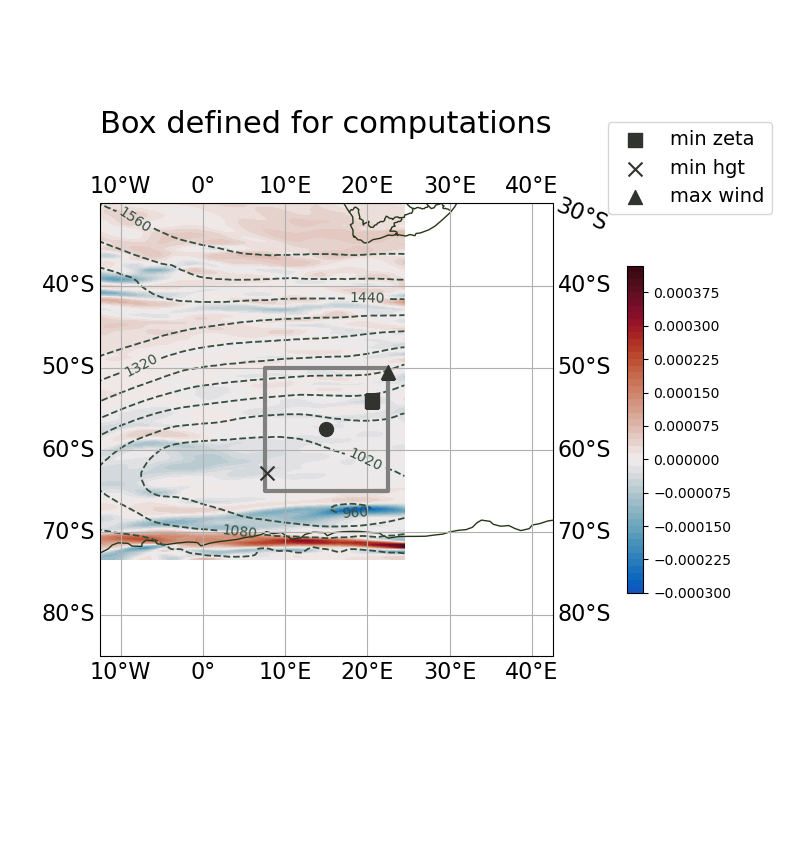 Box defined for computations
min zeta
min hgt
max wind
10°W 0° 10°E 20°E 30°E 40°E
30°S
1560
40°S 40°S
1440
50°S 50°S
1320
60°S 60°S
1020
980
70°S 70°S
1080
80°S 80°S
10°W 0° 10°E 20°E 30°E 40°E
0.000375
0.000300
0.000225
0.000150
0.000075
0.000000
−0.000075
−0.000150
−0.000225
−0.000300